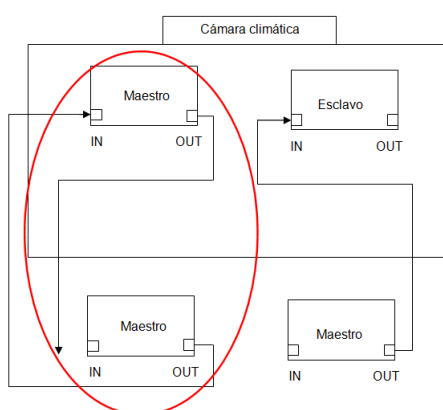 Cámara climática
Maestro
Esclavo
IN
OUT
IN
OUT
Maestro
Maestro
IN
OUT
IN
OUT